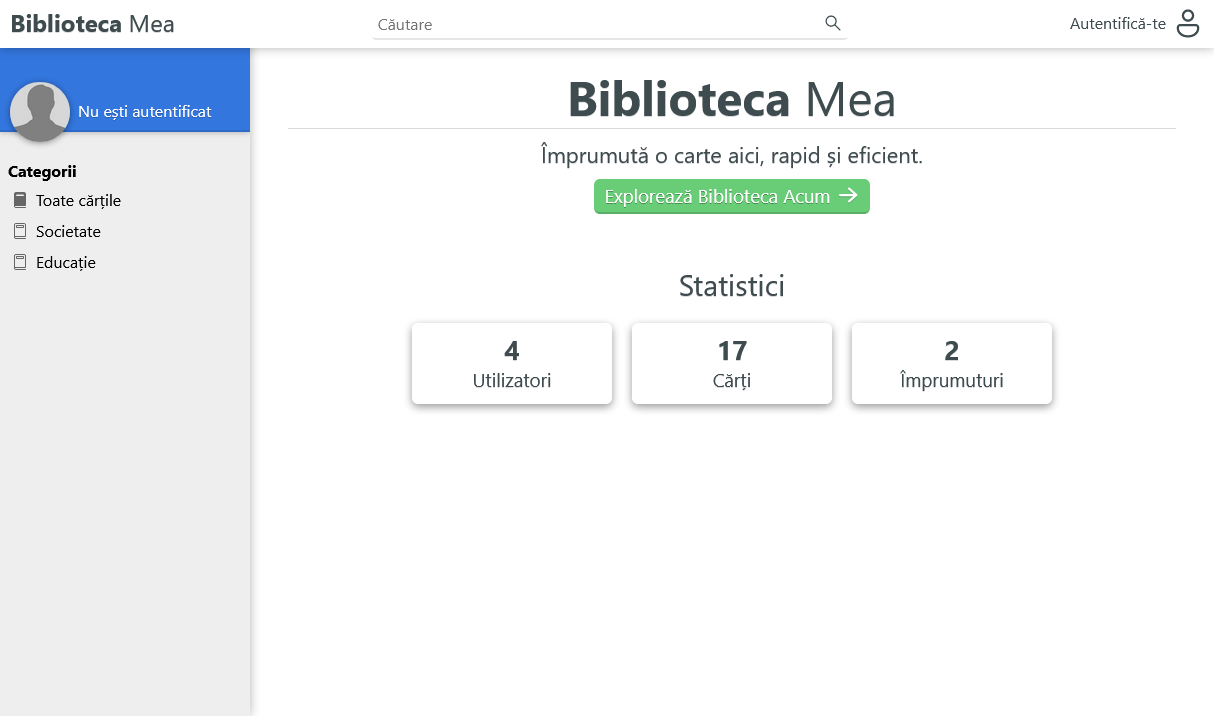 Biblioteca Mea
Căutare
Autentifică-te
Nu ești autentificat
Categorii
Toate cărțile
Societate
Educație
Biblioteca Mea
Împrumută o carte aici, rapid și eficient.
Explorează Biblioteca Acum
Statistici
4
Utilizatori
17
Cărți
2
Împrumuturi